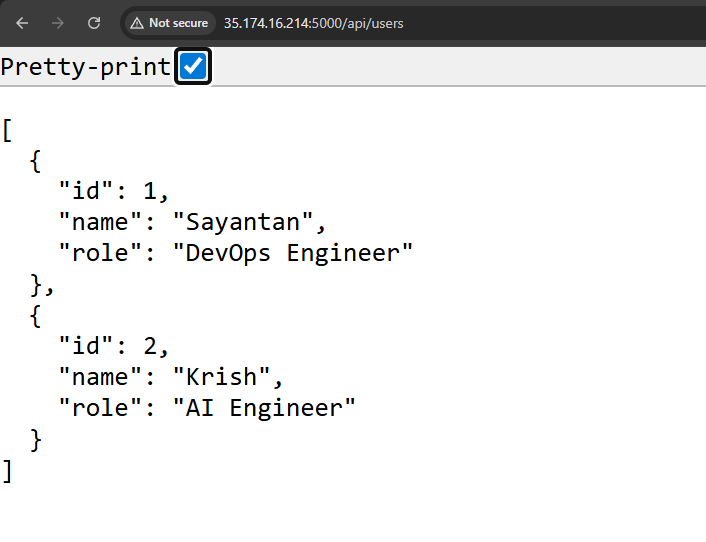 Not secure 35.174.16.214:5000/api/users
Pretty-print
[
  {
    "id": 1,
    "name": "Sayantan",
    "role": "DevOps Engineer"
  },
  {
    "id": 2,
    "name": "Krish",
    "role": "AI Engineer"
  }
]